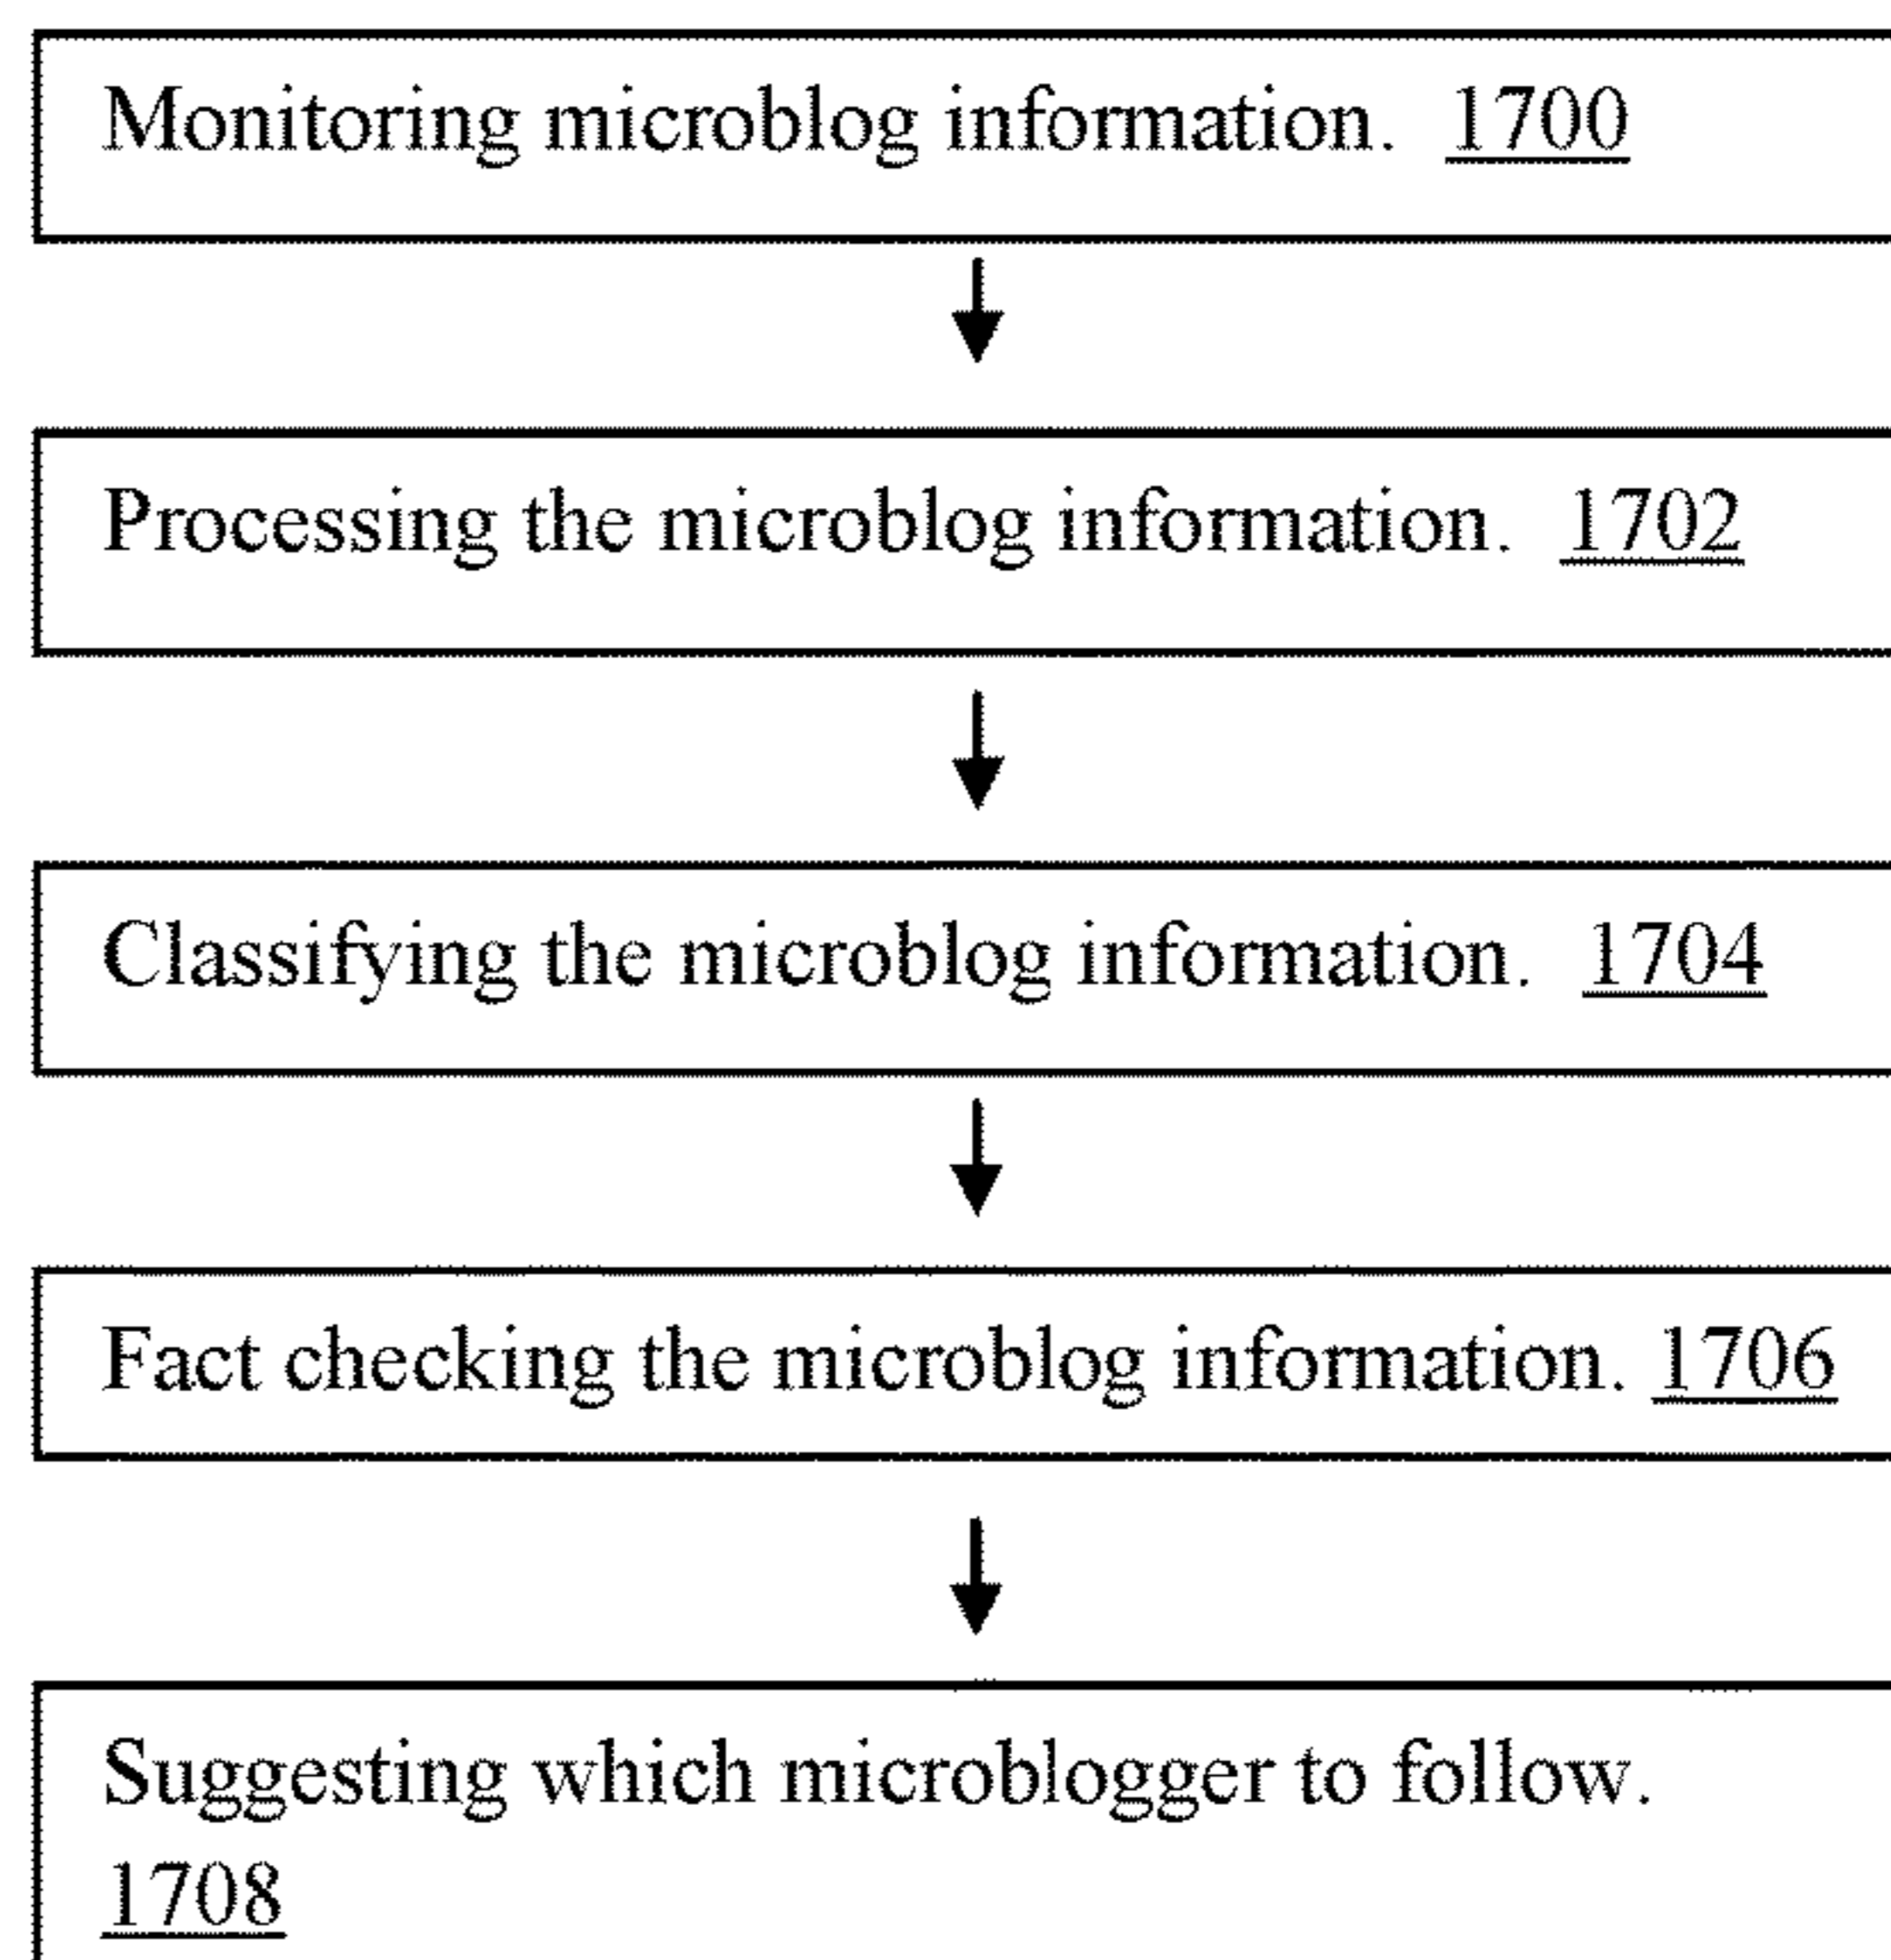 Monitoring microblog information. 1700
Processing the microblog information. 1702
Classifying the microblog information. 1704
Fact checking the microblog information. 1706
Suggesting which microblogger to follow.
1708